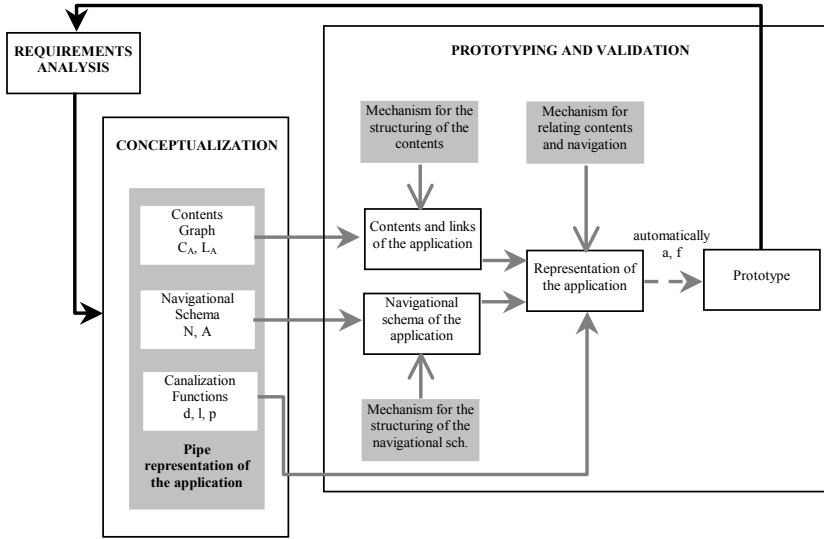 REQUIREMENTS
ANALYSIS
PROTOTYPING AND VALIDATION
CONCEPTUALIZATION
Mechanism for the
structuring of the
contents
Mechanism for
relating contents
and navigation
Contents
Graph
C_A, L_A
Contents and links
of the application
automatically
a, f
Representation of
the application
Prototype
Navigational
Schema
N, A
Navigational
schema of the
application
Canalization
Functions
d, l, p
Mechanism for the
structuring of the
navigational sch.
Pipe
representation of
the application